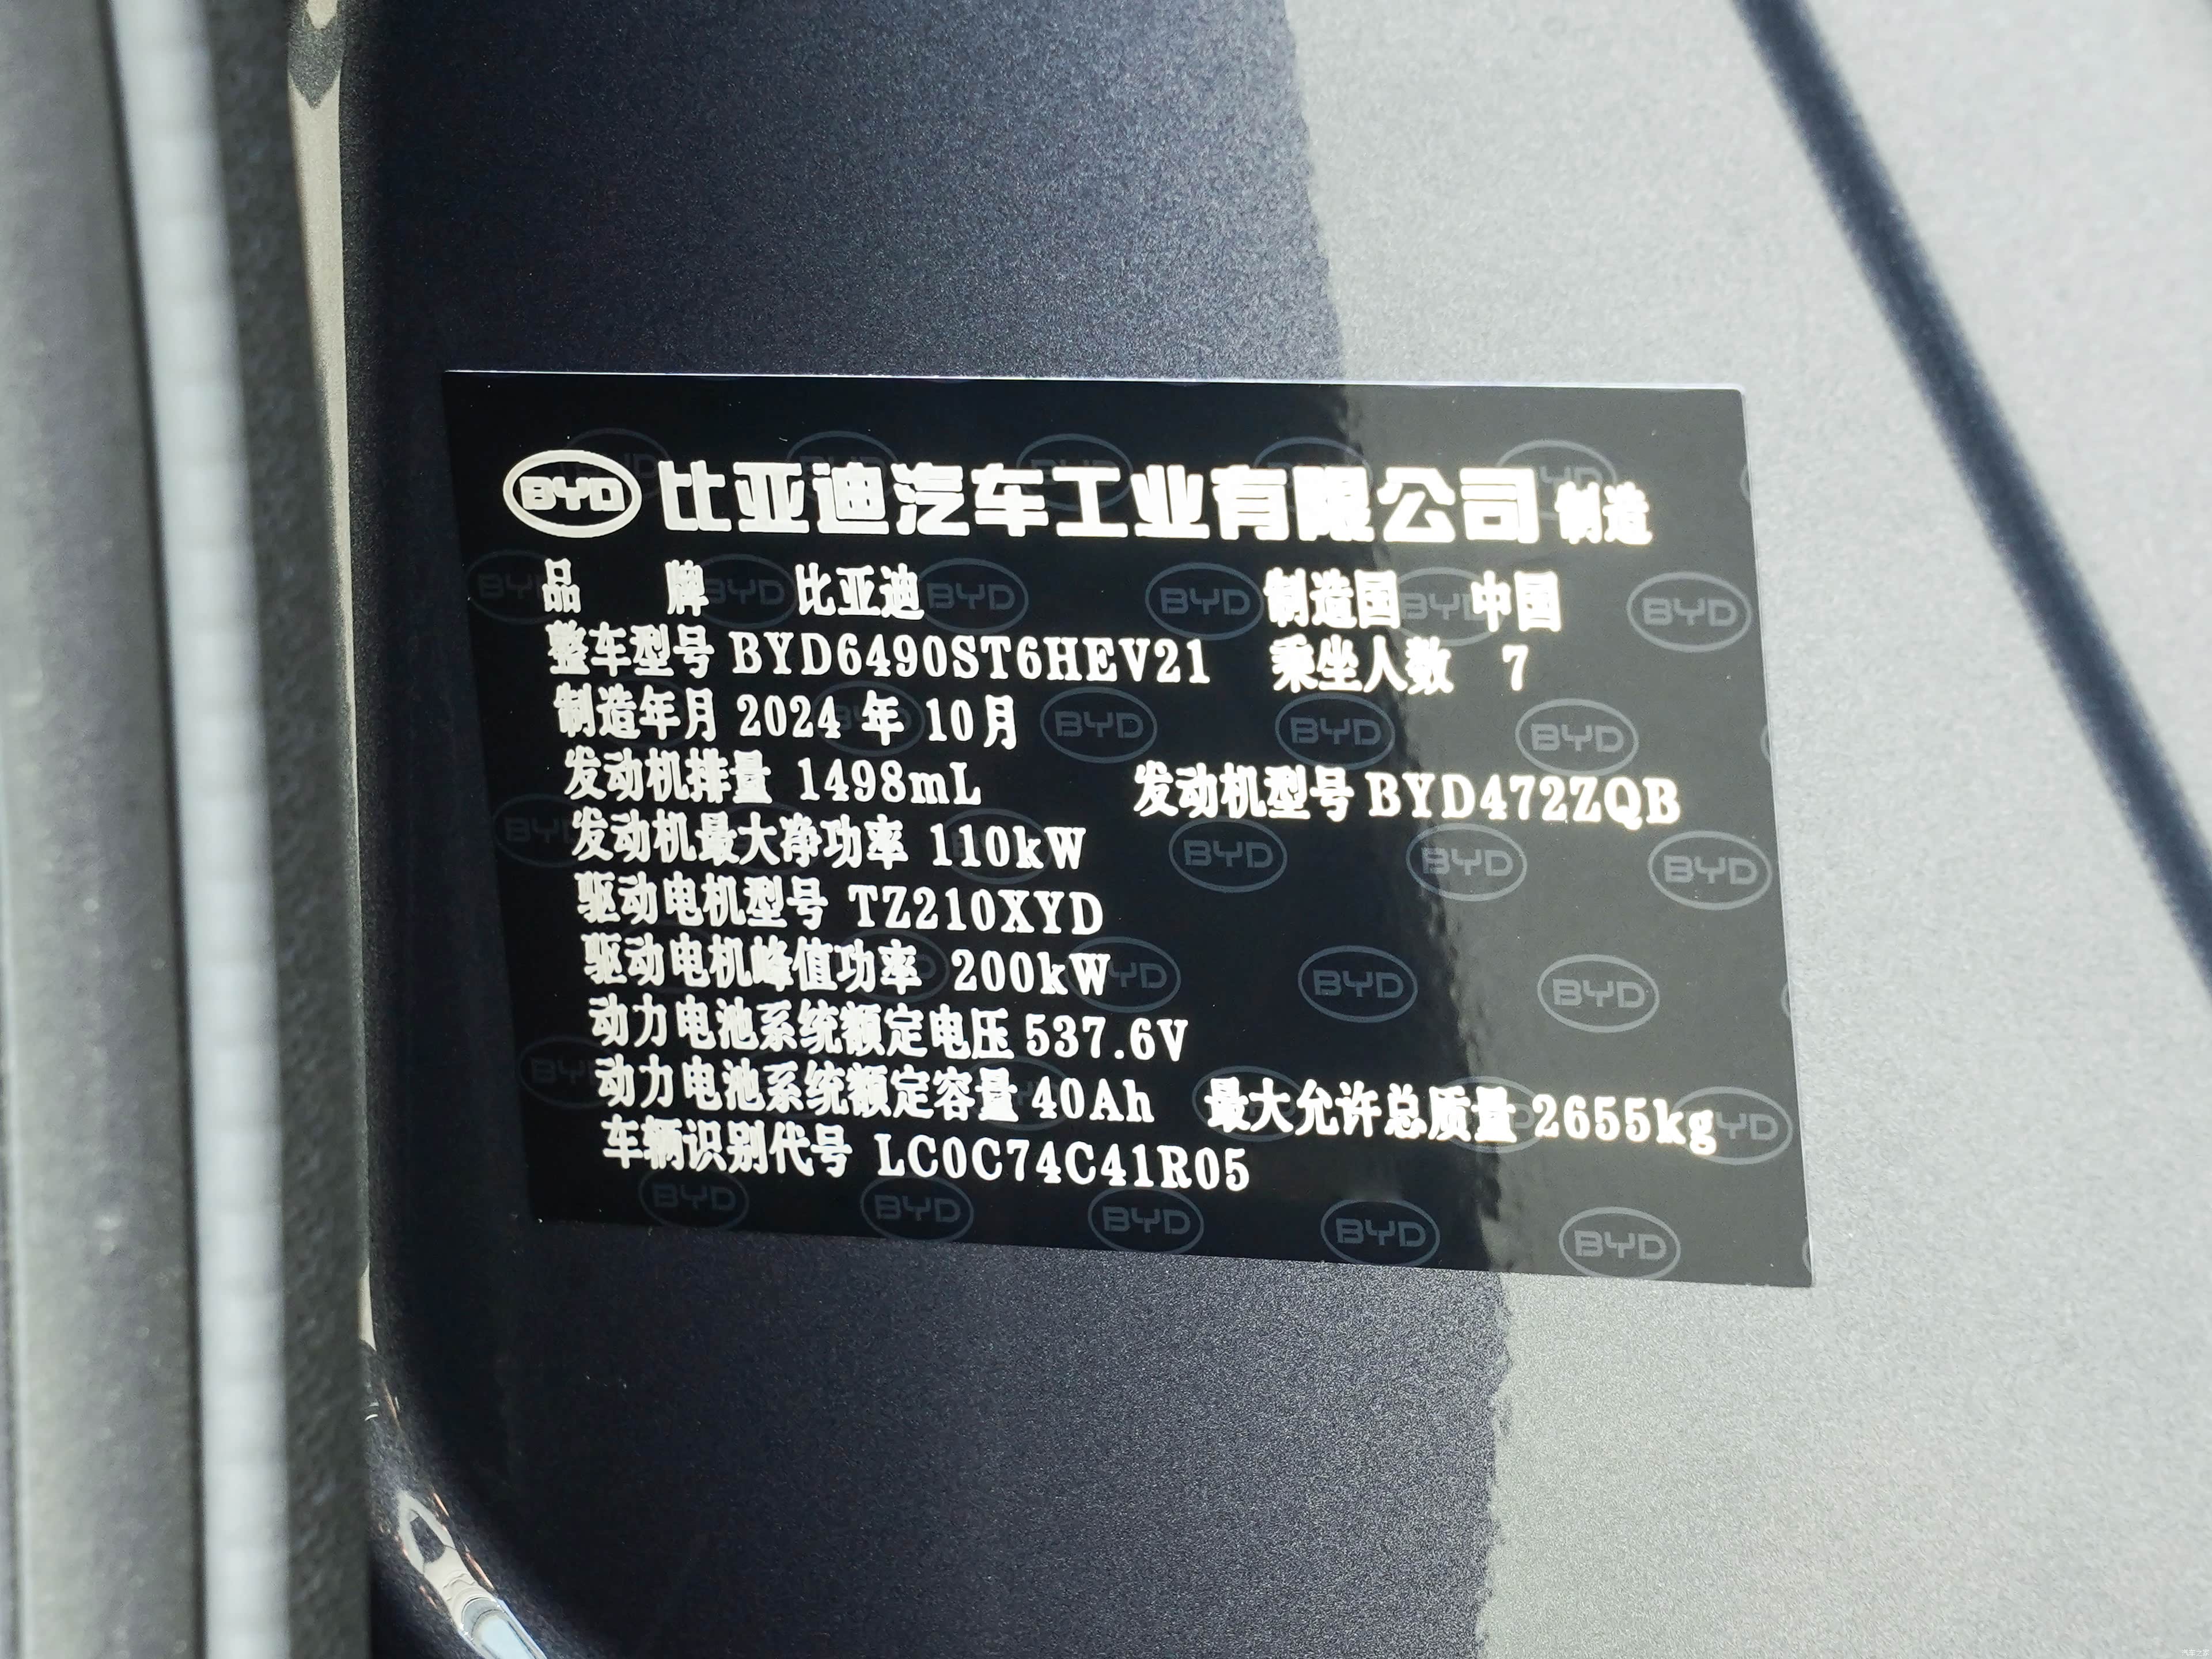 BYD 比亚迪汽车工业有限公司 制造
品 牌 比亚迪 制造国 中国
整车型号 BYD6490ST6HEV21 乘坐人数 7
制造年月 2024 年 10月
发动机排量 1498mL 发动机型号 BYD472ZQB
发动机最大净功率 110kW
驱动电机型号 TZ210XYD
驱动电机峰值功率 200kW
动力电池系统额定电压 537.6V
动力电池系统额定容量 40Ah 最大允许总质量 2655kg
车辆识别代号 LC0C74C41R05